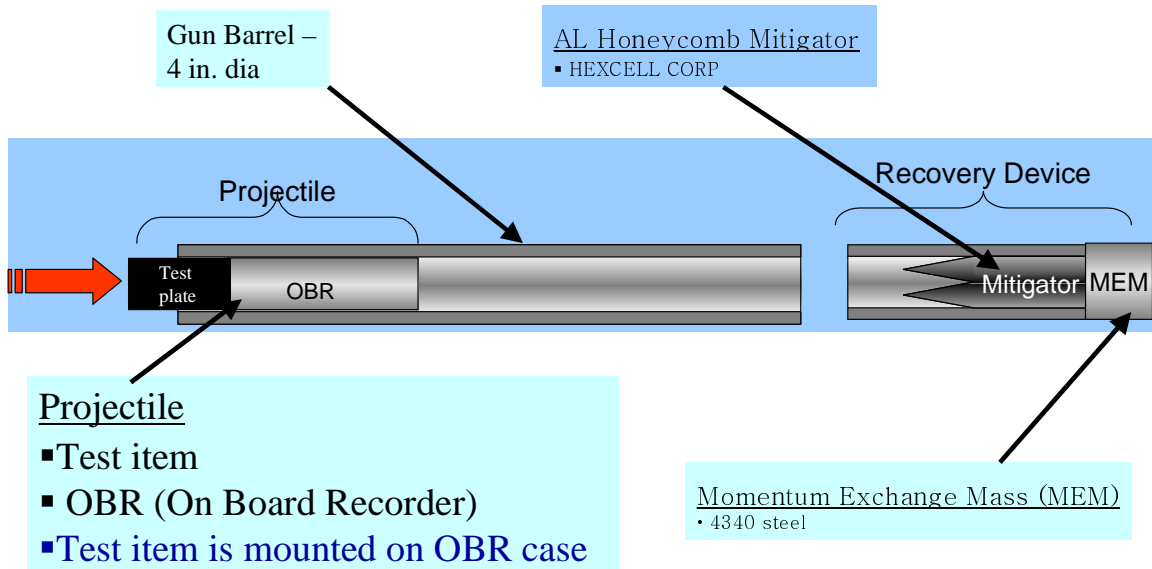 Gun Barrel –
4 in. dia
AL Honeycomb Mitigator
▪ HEXCELL CORP
Projectile
Recovery Device
Test
plate
OBR
Mitigator
MEM
Projectile
▪Test item
▪ OBR (On Board Recorder)
▪Test item is mounted on OBR case
Momentum Exchange Mass (MEM)
• 4340 steel